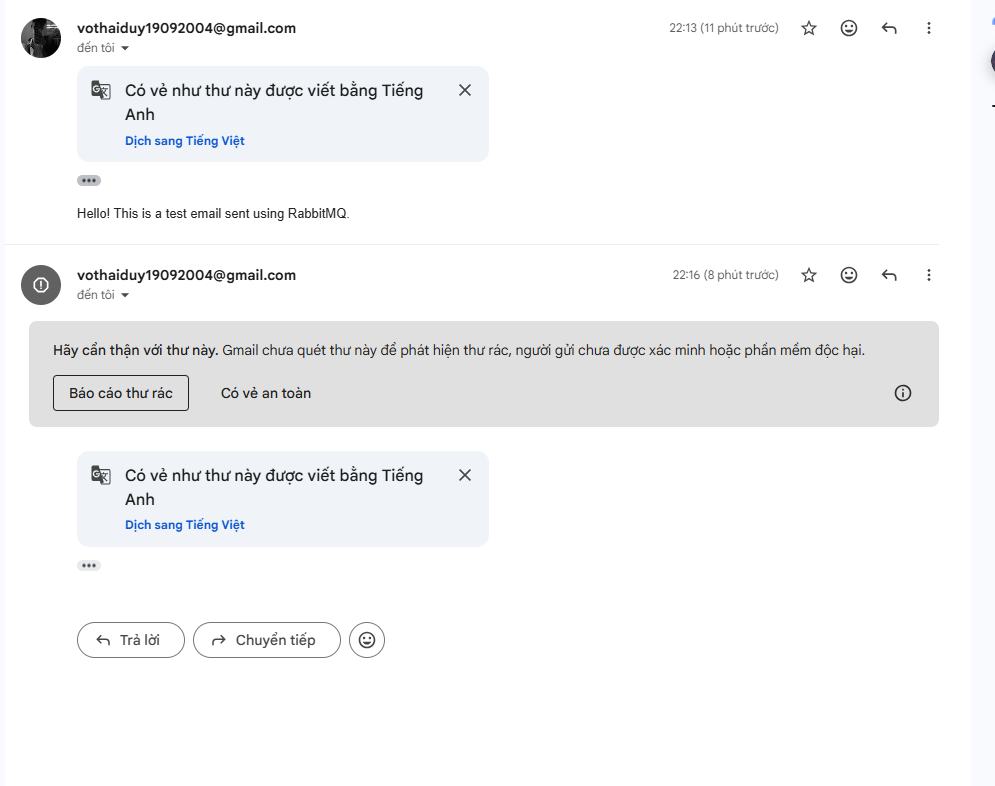 vothaiduy19092004@gmail.com
22:13 (11 phút trước)
đến tôi
Có vẻ như thư này được viết bằng Tiếng
Anh
Dịch sang Tiếng Việt
Hello! This is a test email sent using RabbitMQ.
vothaiduy19092004@gmail.com
22:16 (8 phút trước)
đến tôi
Hãy cẩn thận với thư này. Gmail chưa quét thư này để phát hiện thư rác, người gửi chưa được xác minh hoặc phần mềm độc hại.
Báo cáo thư rác
Có vẻ an toàn
Có vẻ như thư này được viết bằng Tiếng
Anh
Dịch sang Tiếng Việt
Trả lời
Chuyển tiếp